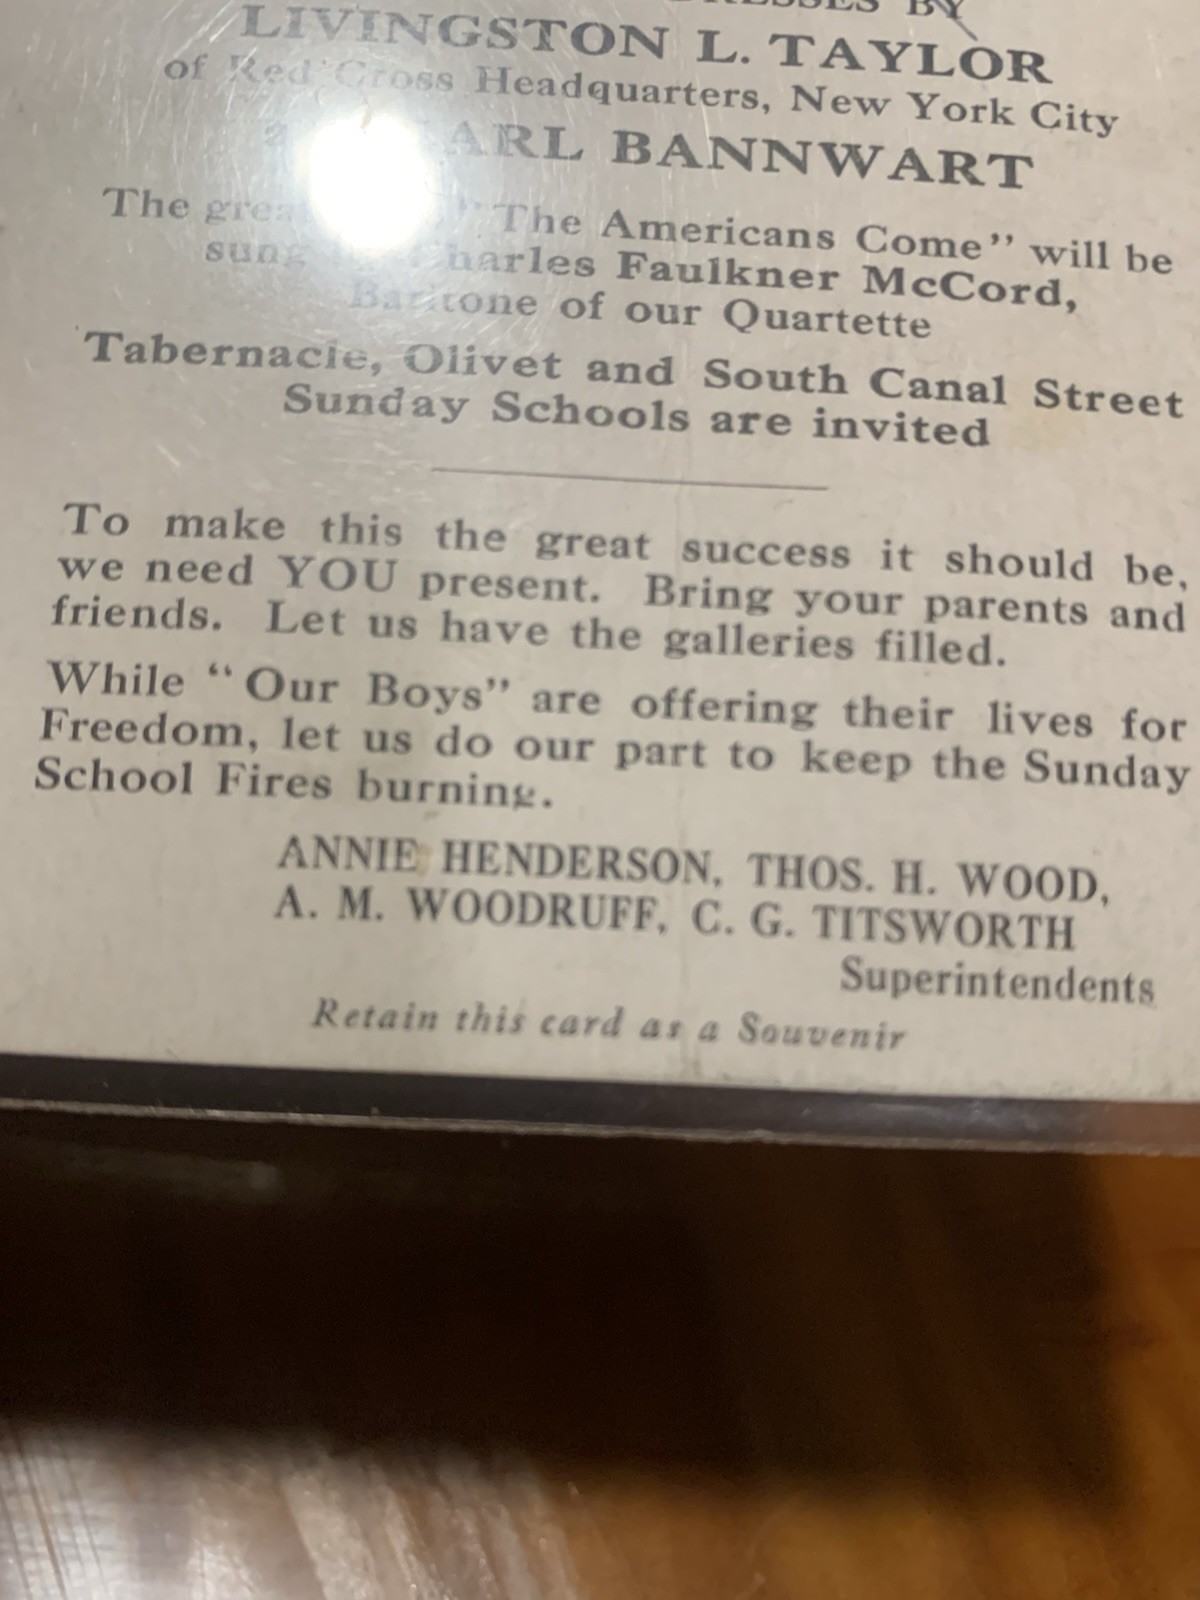 BY
LIVINGSTON L. TAYLOR
of Red Cross Headquarters, New York City
BANNWART
The "The Americans Come" will be
sung Charles Faulkner McCord,
Baritone of our Quartette
Tabernacle, Olivet and South Canal Street
Sunday Schools are invited
To make this the great success it should be,
we need YOU present. Bring your parents and
friends. Let us have the galleries filled.
While "Our Boys" are offering their lives for
Freedom, let us do our part to keep the Sunday
School Fires burning.
ANNIE HENDERSON, THOS. H. WOOD,
A. M. WOODRUFF, C. G. TITSWORTH
Superintendents
Retain this card as a Souvenir